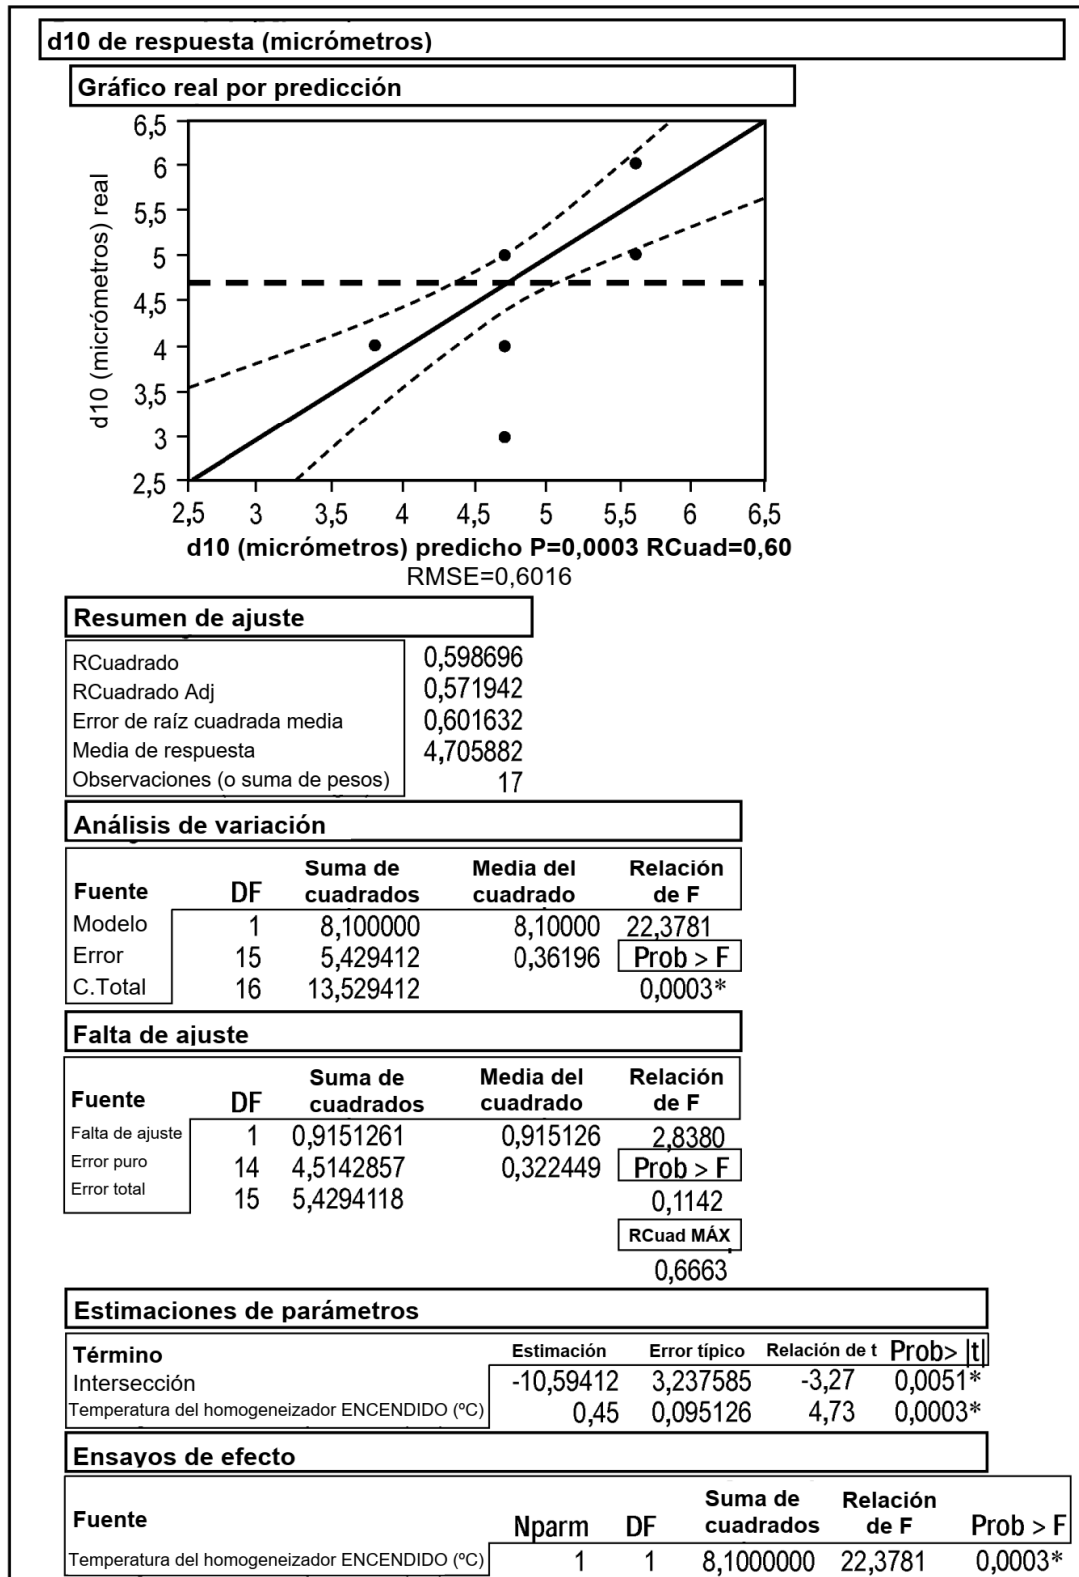 d10 de respuesta (micrómetros)
Gráfico real por predicción
d10 (micrómetros) real
6,5
6
5,5
5
4,5
4
3,5
3
2,5
2,5 3 3,5 4 4,5 5 5,5 6 6,5
d10 (micrómetros) predicho P=0,0003 RCuad=0,60
RMSE=0,6016
Resumen de ajuste
RCuadrado 0,598696
RCuadrado Adj 0,571942
Error de raíz cuadrada media 0,601632
Media de respuesta 4,705882
Observaciones (o suma de pesos) 17
Análisis de variación
Fuente DF Suma de cuadrados Media del cuadrado Relación de F
Modelo 1 8,100000 8,10000 22,3781
Error 15 5,429412 0,36196 Prob > F
C.Total 16 13,529412 0,0003*
Falta de ajuste
Fuente DF Suma de cuadrados Media del cuadrado Relación de F
Falta de ajuste 1 0,9151261 0,915126 2,8380
Error puro 14 4,5142857 0,322449 Prob > F
Error total 15 5,4294118 0,1142
RCuad MÁX
0,6663
Estimaciones de parámetros
Término Estimación Error típico Relación de t Prob> |t|
Intersección -10,59412 3,237585 -3,27 0,0051*
Temperatura del homogeneizador ENCENDIDO (ºC) 0,45 0,095126 4,73 0,0003*
Ensayos de efecto
Fuente Nparm DF Suma de cuadrados Relación de F Prob > F
Temperatura del homogeneizador ENCENDIDO (ºC) 1 1 8,1000000 22,3781 0,0003*